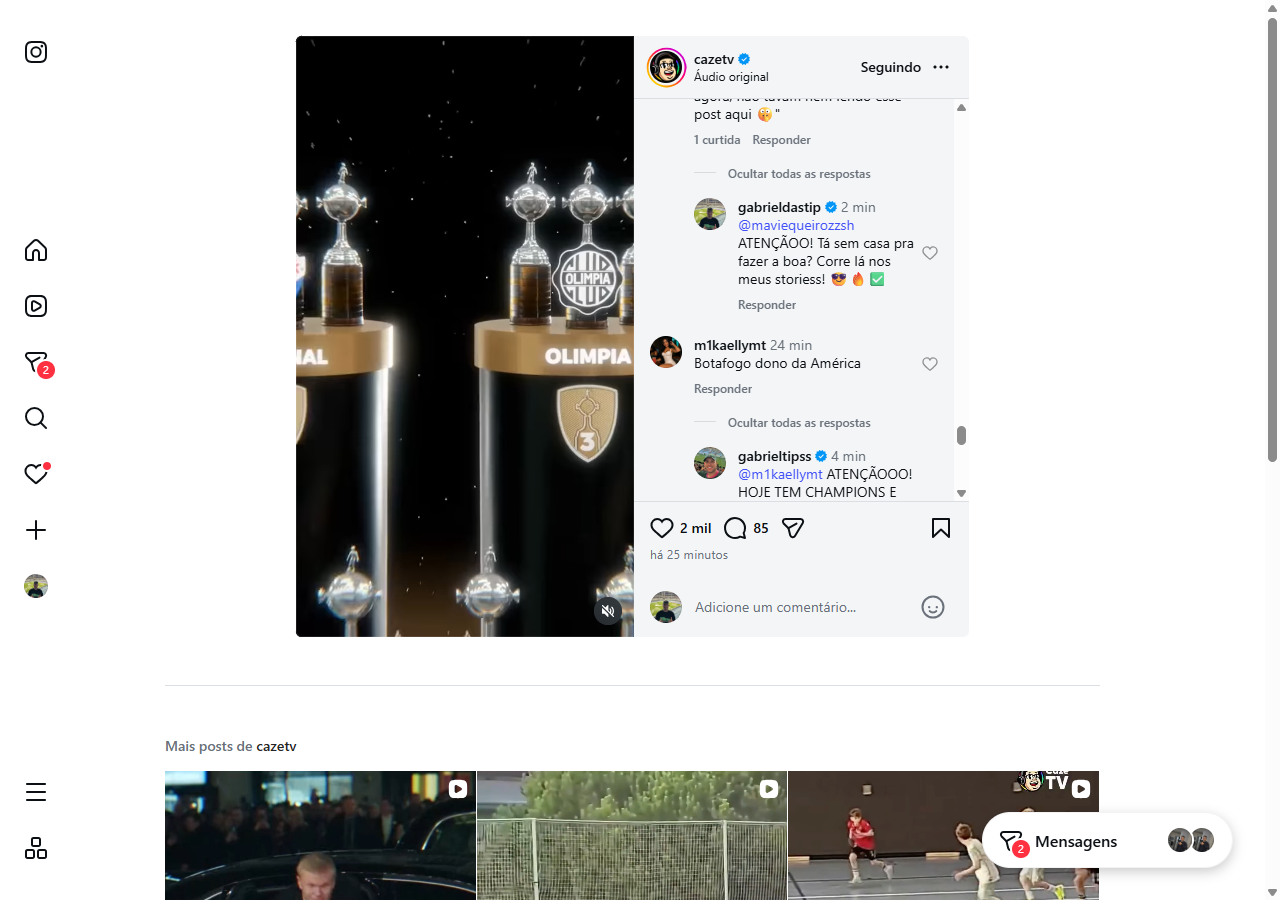 cazetv
Áudio original
Seguindo
post aqui 🫣"
1 curtida Responder
Ocultar todas as respostas
gabrieldastip 2 min
@maviequeirozzsh
ATENÇÃOO! Tá sem casa pra
fazer a boa? Corre lá nos
meus storiess! 😎🔥✅
Responder
m1kaellymt 24 min
Botafogo dono da América
Responder
Ocultar todas as respostas
gabrieltipss 4 min
@m1kaellymt ATENÇÃOOO!
HOJE TEM CHAMPIONS E
2 mil 85
há 25 minutos
Adicione um comentário...
OLIMPIA
CLUB
NAL
OLIMPIA
3
2
Mais posts de cazetv
TV
2
Mensagens